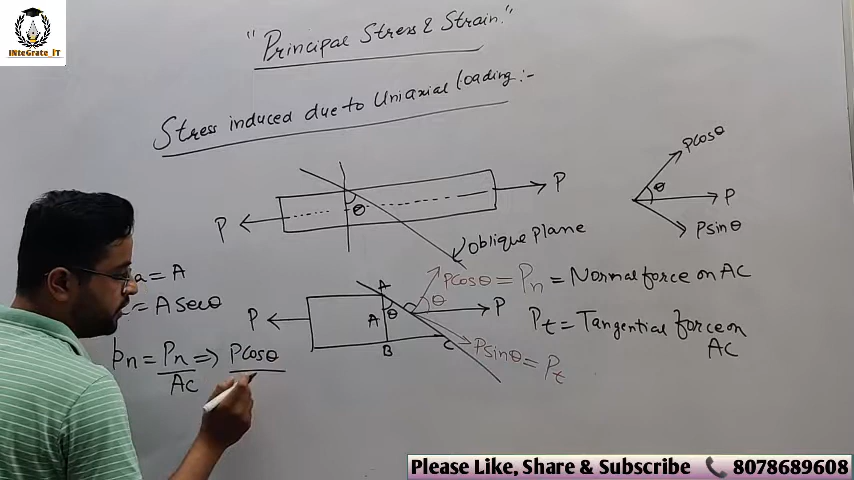 INteGrate_iT
"Principal Stress & Strain."
Stress induced due to Uniaxial loading:-
P
θ
P
Oblique plane
Pcosθ
θ
P
Psinθ
a = A
= A secθ
Pn = Pn => Pcosθ
Ac
P
A
A
θ
B
C
Pcosθ = Pn = Normal force on AC
θ
P
Psinθ = Pt
Pt = Tangential force on
AC
Please Like, Share & Subscribe 8078689608